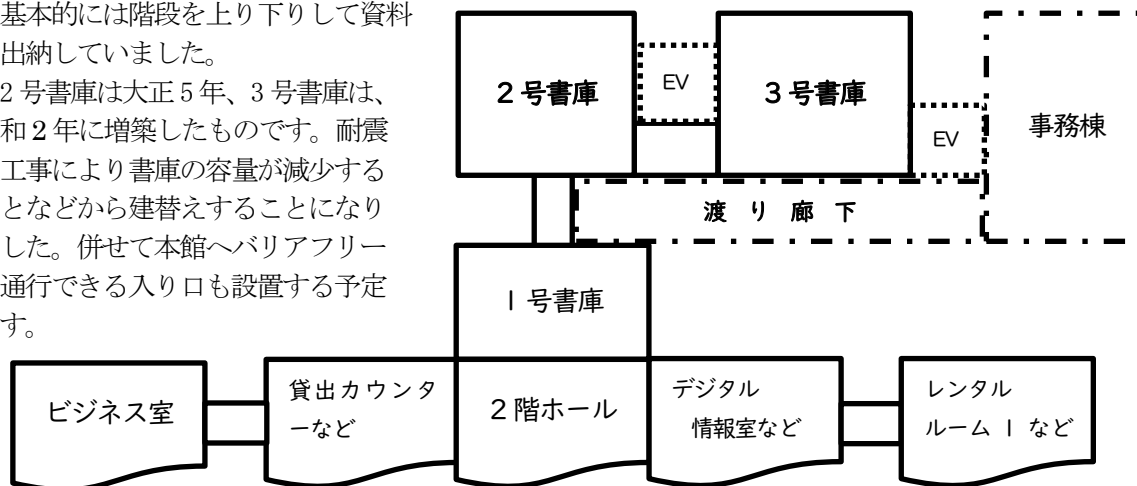 基本的には階段を上り下りして資料
出納していました。
2 号書庫は大正 5 年、3 号書庫は、
和 2 年に増築したものです。耐震
工事により書庫の容量が減少する
となどから建替えすることになり
した。併せて本館へバリアフリー
通行できる入り口も設置する予定
す。
２号書庫
EV
３号書庫
EV
事務棟
渡 り 廊 下
１号書庫
ビジネス室
貸出カウンタ
ーなど
２階ホール
デジタル
情報室など
レンタル
ルーム １ など